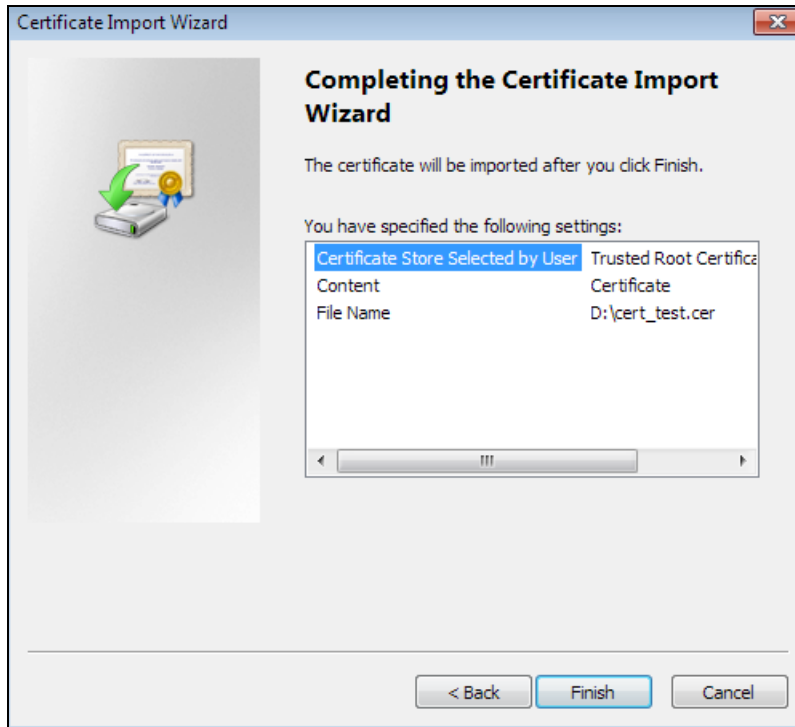 Certificate Import Wizard
Completing the Certificate Import
Wizard
The certificate will be imported after you click Finish.
You have specified the following settings:
Certificate Store Selected by User Trusted Root Certifica
Content Certificate
File Name D:\cert_test.cer
< Back Finish Cancel